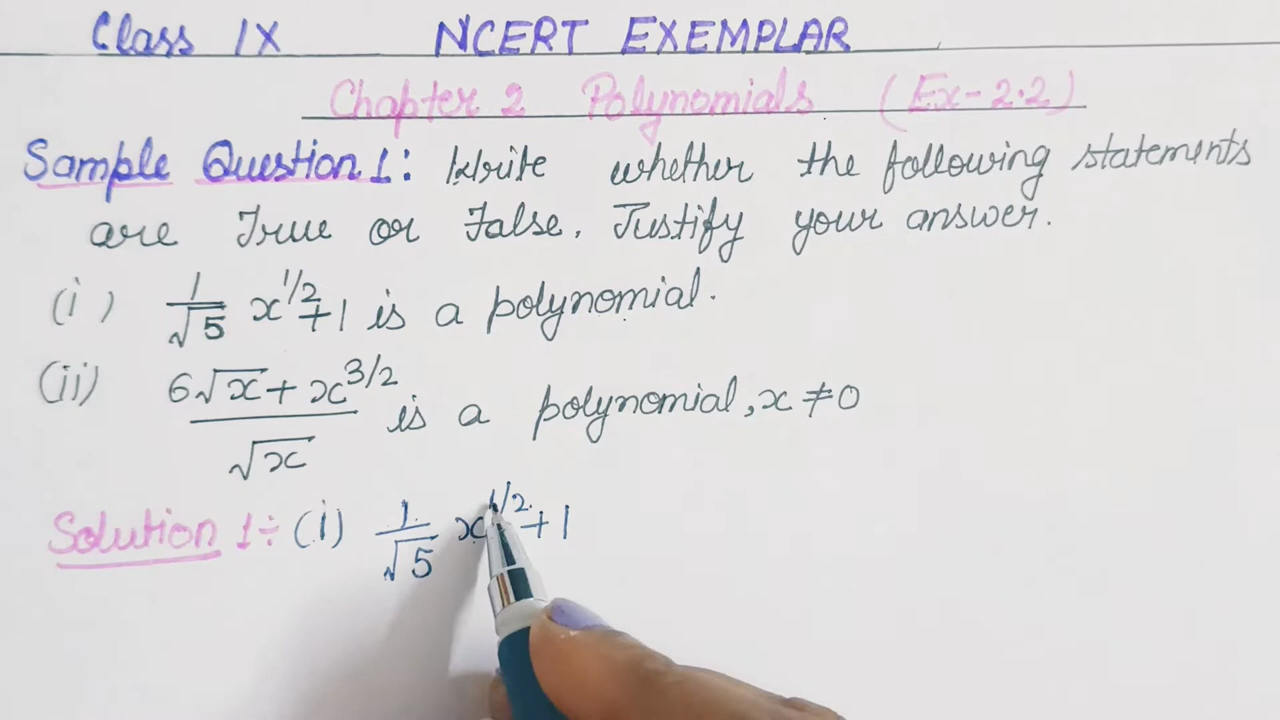 Class IX NCERT EXEMPLAR
Chapter 2 Polynomials (Ex-2.2)
Sample Question 1: Write whether the following statements
are True or False. Justify your answer.
(i) 1/√5 x^1/2 + 1 is a polynomial.
(ii) (6√x + x^3/2)/√x is a polynomial, x ≠ 0
Solution 1÷ (i) 1/√5 x^1/2 + 1